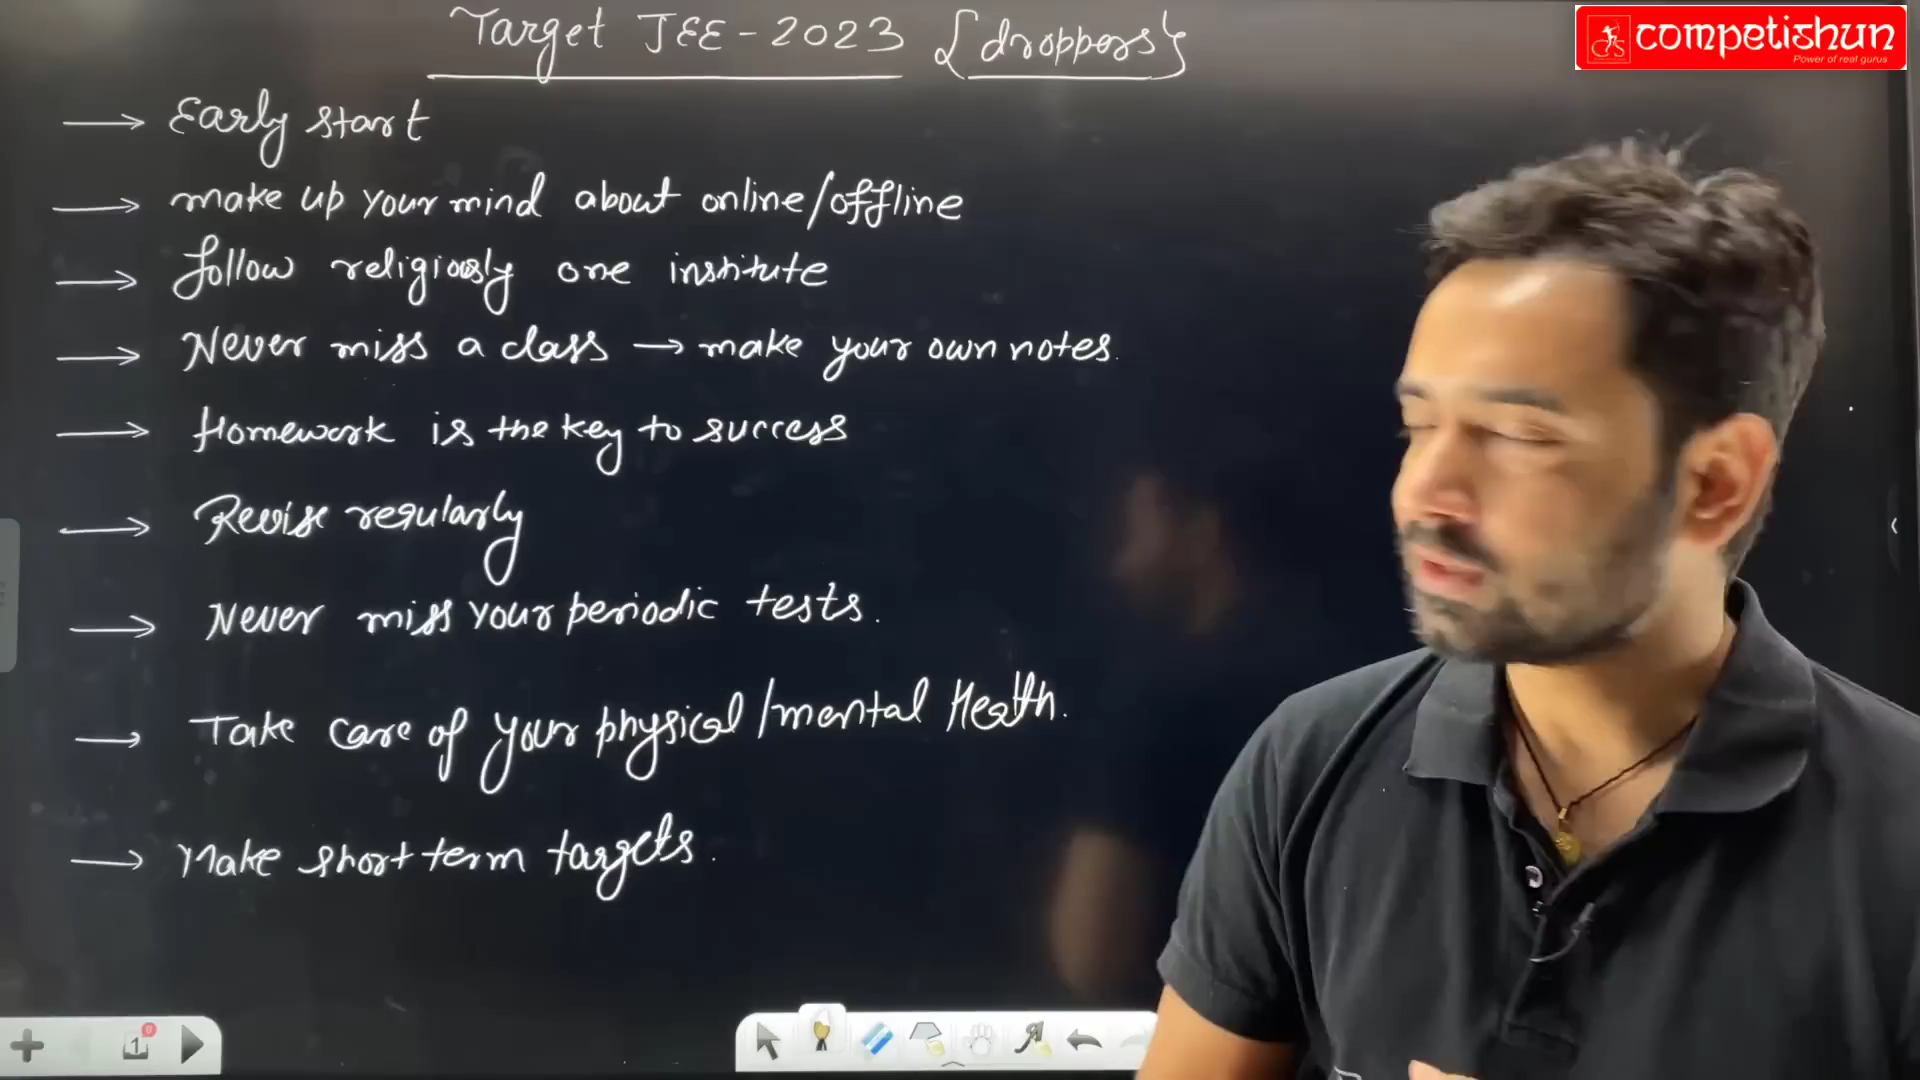 Target JEE-2023 {droppers}
competishun
Power of real gurus
→ Early start
→ make up your mind about online/offline
→ follow religiously one institute
→ Never miss a class → make your own notes.
→ Homework is the key to success
→ Revise regularly
→ Never miss your periodic tests.
→ Take care of your physical/mental Health.
→ Make short term targets.
1